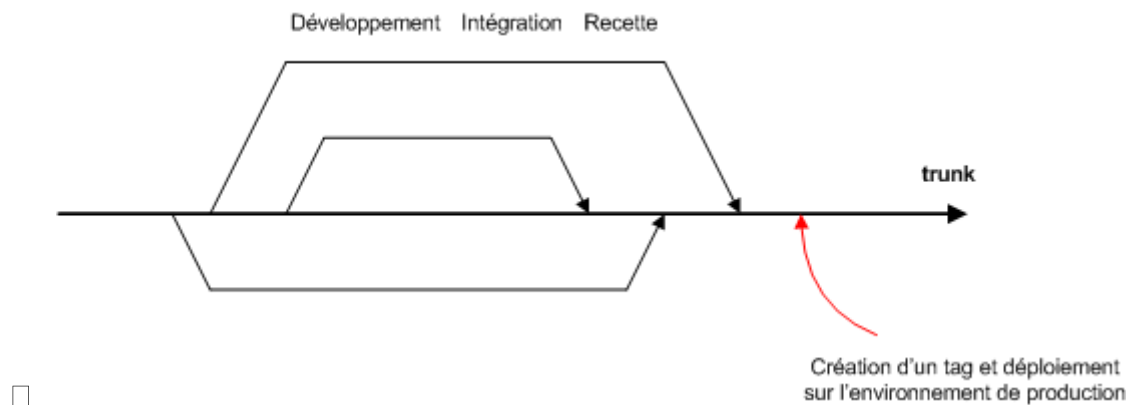 Développement Intégration Recette
trunk
Création d'un tag et déploiement
sur l'environnement de production